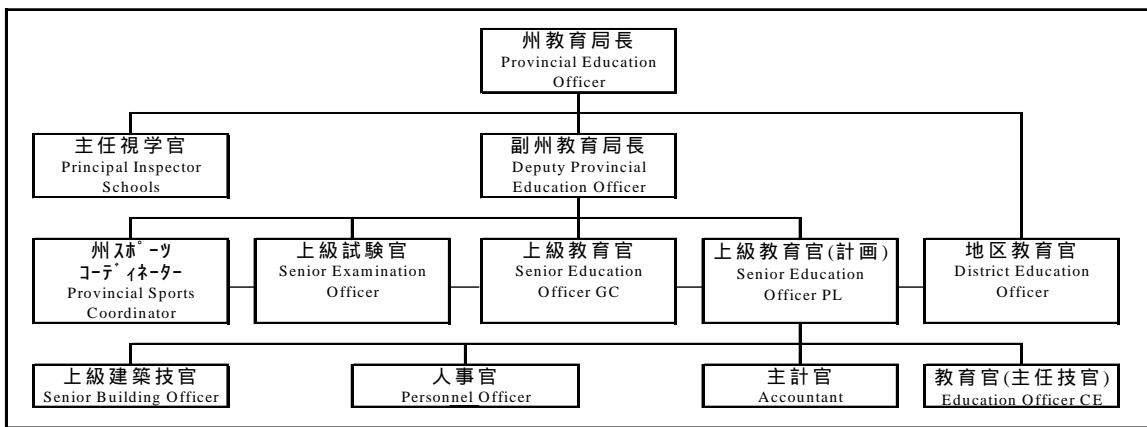 州教育局長
Provincial Education
Officer
主任視学官
Principal Inspector
Schools
副州教育局長
Deputy Provincial
Education Officer
州ｽﾎﾟｰﾂ
ｺｰﾃﾞｨﾈｰﾀｰ
Provincial Sports
Coordinator
上級試験官
Senior Examination
Officer
上級教育官
Senior Education
Officer GC
上級教育官(計画)
Senior Education
Officer PL
地区教育官
District Education
Officer
上級建築技官
Senior Building Officer
人事官
Personnel Officer
主計官
Accountant
教育官(主任技官)
Education Officer CE